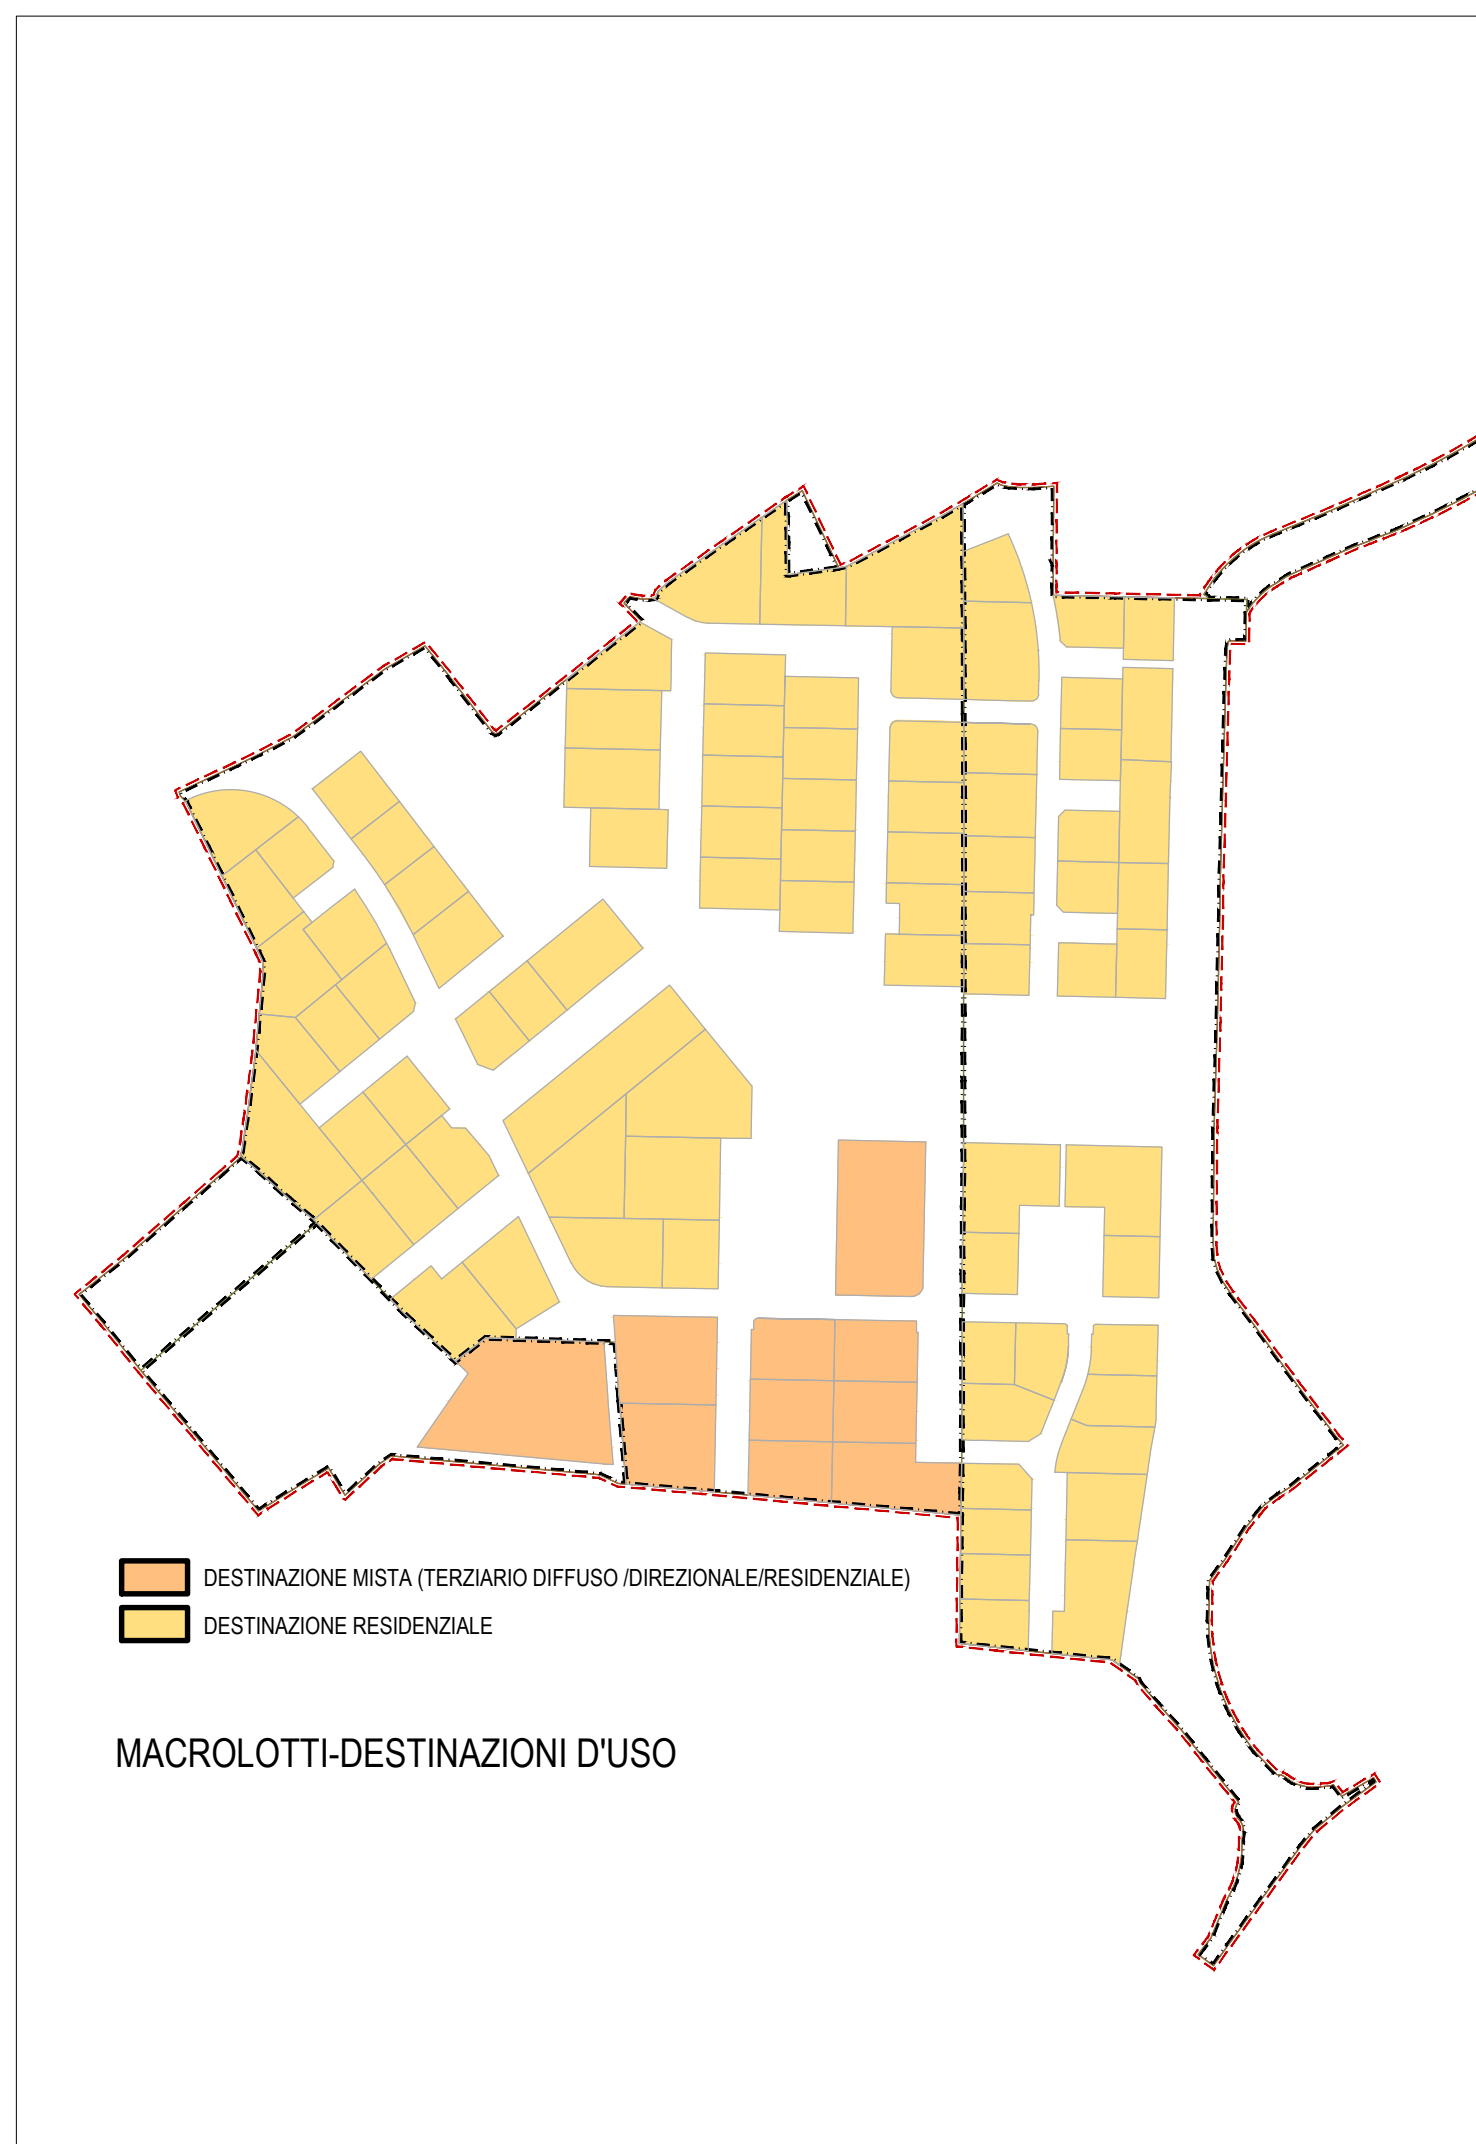 DESTINAZIONE MISTA (TERZIARIO DIFFUSO /DIREZIONALE/RESIDENZIALE)
DESTINAZIONE RESIDENZIALE
MACROLOTTI-DESTINAZIONI D'USO